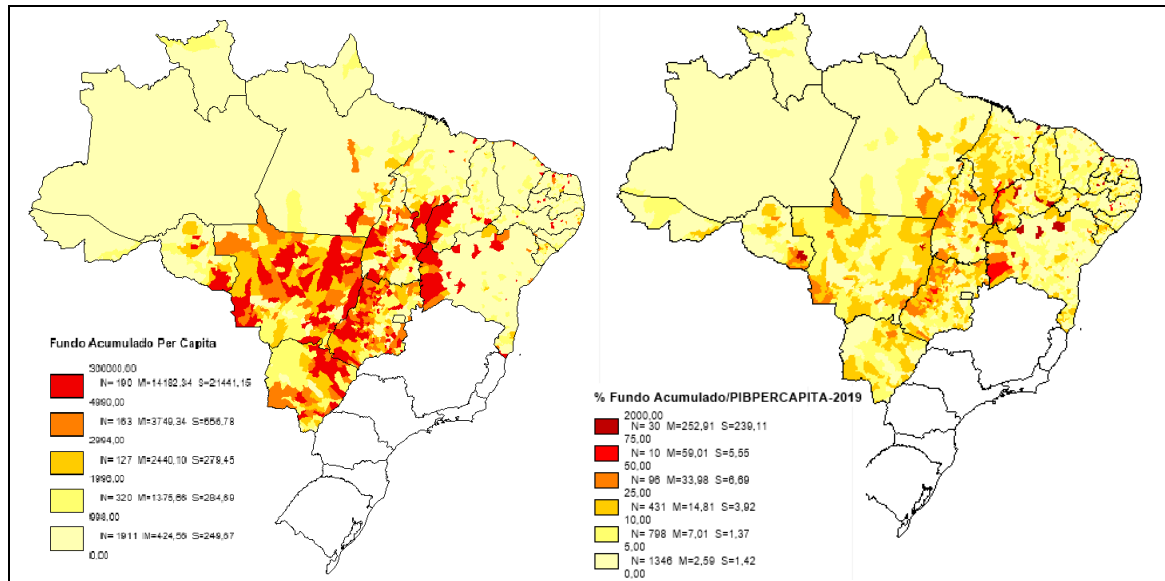 Fundo Acumulado Per Capita
300000,00
N= 190 M=14182,34 S=21441,15
4990,00
N= 163 M=3749,34 S=556,78
2994,00
N= 127 M=2440,10 S=279,45
1996,00
N= 320 M=1375,66 S=284,69
998,00
N= 1911 M=424,56 S=249,67
0,00
% Fundo Acumulado/PIBPERCAPITA-2019
2000,00
N= 30 M=252,91 S=239,11
75,00
N= 10 M=59,01 S=5,55
50,00
N= 96 M=33,98 S=6,69
25,00
N= 431 M=14,81 S=3,92
10,00
N= 798 M=7,01 S=1,37
5,00
N= 1346 M=2,59 S=1,42
0,00